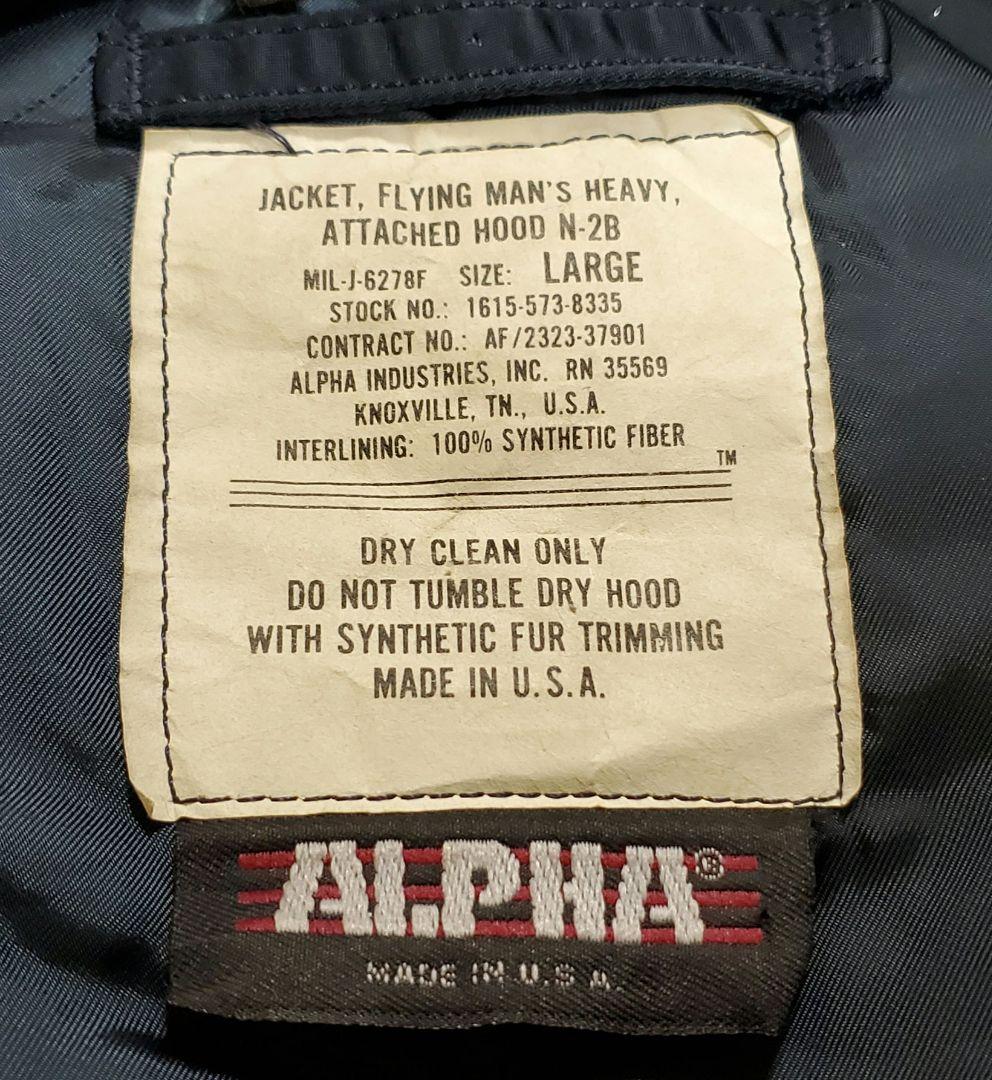 JACKET, FLYING MAN'S HEAVY,
ATTACHED HOOD N-2B
MIL-J-6278F SIZE: LARGE
STOCK NO.: 1615-573-8335
CONTRACT NO.: AF/2323-37901
ALPHA INDUSTRIES, INC. RN 35569
KNOXVILLE, TN., U.S.A.
INTERLINING: 100% SYNTHETIC FIBER
TM
DRY CLEAN ONLY
DO NOT TUMBLE DRY HOOD
WITH SYNTHETIC FUR TRIMMING
MADE IN U.S.A.
ALPHA®
MADE IN U.S.A.